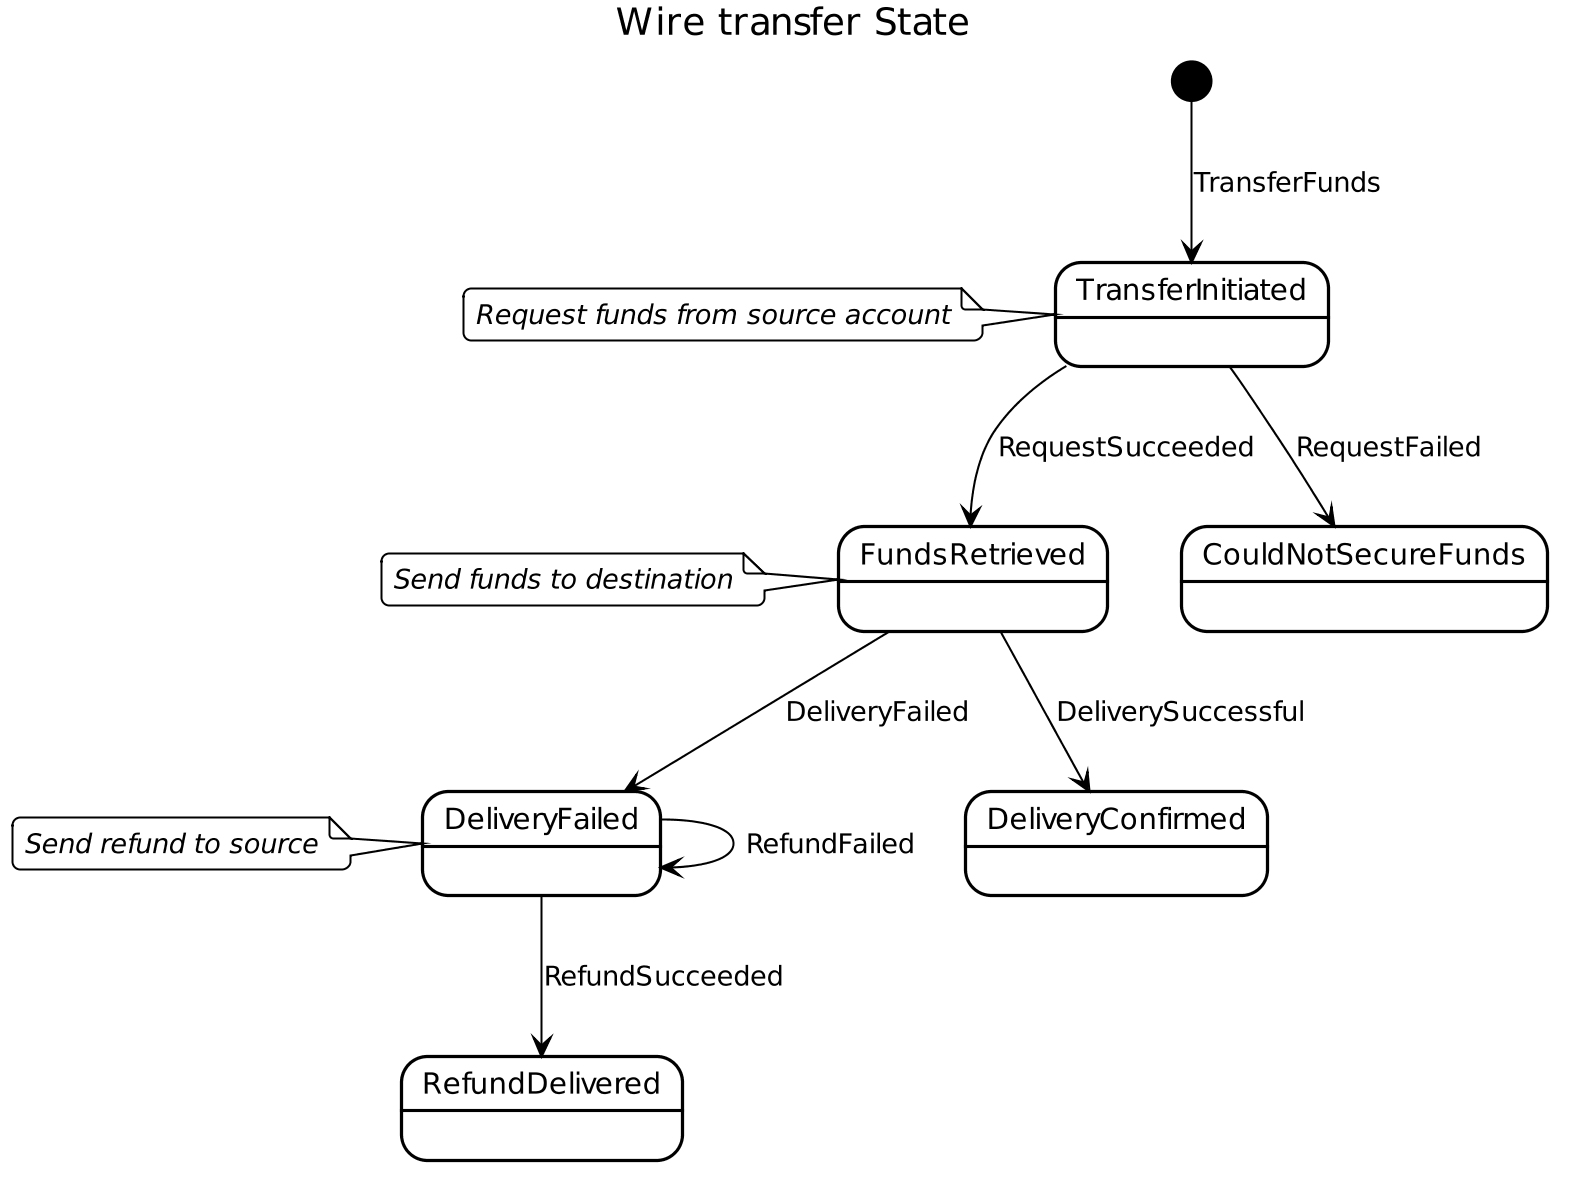 Wire transfer State
TransferFunds
TransferInitiated
Request funds from source account
RequestSucceeded
RequestFailed
FundsRetrieved
CouldNotSecureFunds
Send funds to destination
DeliveryFailed
DeliverySuccessful
DeliveryFailed
DeliveryConfirmed
Send refund to source
RefundFailed
RefundSucceeded
RefundDelivered